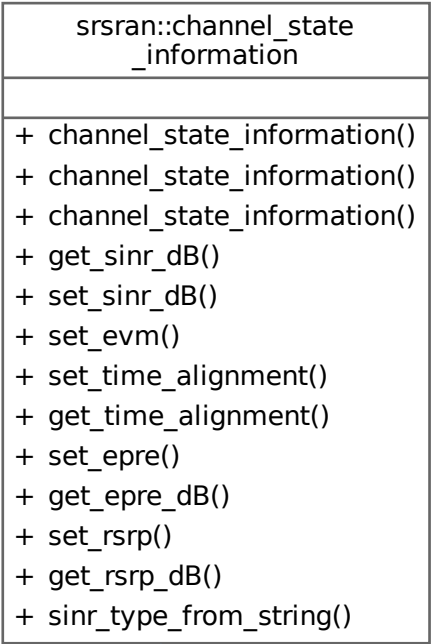 srsran::channel_state
_information
+ channel_state_information()
+ channel_state_information()
+ channel_state_information()
+ get_sinr_dB()
+ set_sinr_dB()
+ set_evm()
+ set_time_alignment()
+ get_time_alignment()
+ set_epre()
+ get_epre_dB()
+ set_rsrp()
+ get_rsrp_dB()
+ sinr_type_from_string()